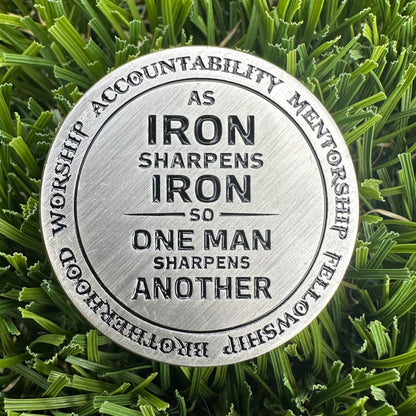 WORSHIP ACCOUNTABILITY MENTORSHIP FELLOWSHIP BROTHERHOOD
AS
IRON
SHARPENS
IRON
SO
ONE MAN
SHARPENS
ANOTHER